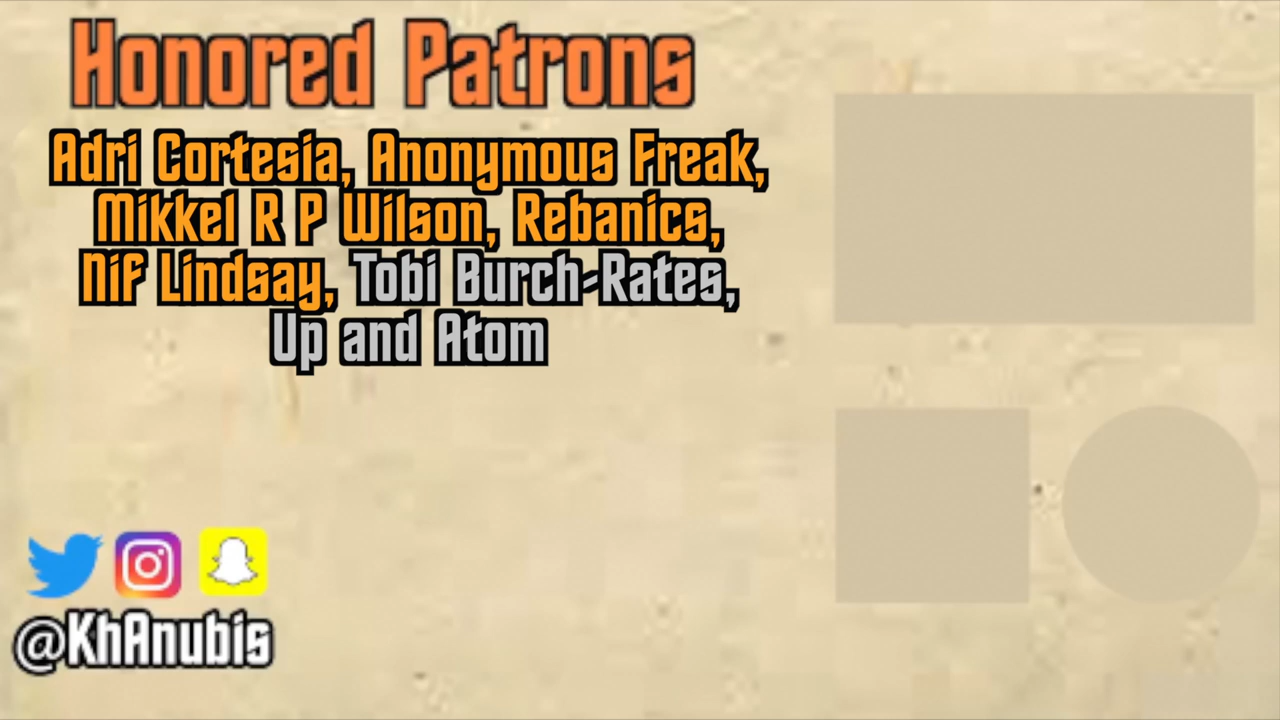 Honored Patrons
Adri Cortesia, Anonymous Freak,
Mikkel R P Wilson, Rebanics,
Nif Lindsay, Tobi Burch-Rates,
Up and Atom
@KhAnubis